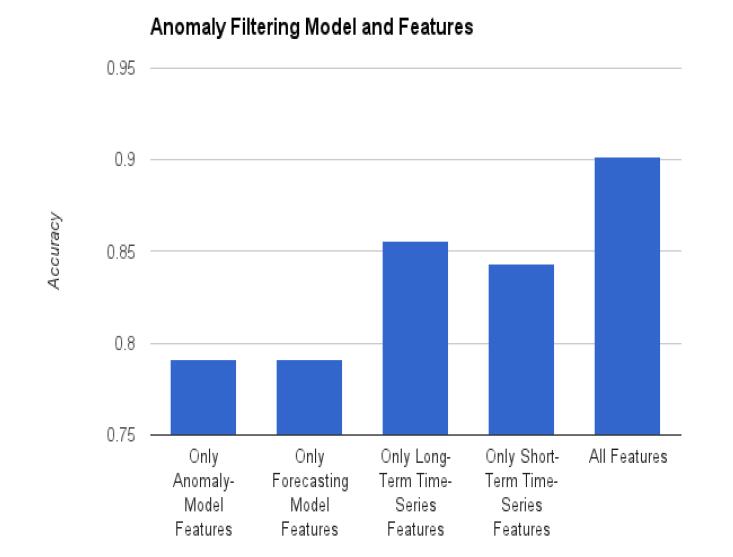 Anomaly Filtering Model and Features
0.95
0.9
0.85
0.8
0.75
Accuracy
Only
Anomaly-
Model
Features
Only
Forecasting
Model
Features
Only Long-
Term Time-
Series
Features
Only Short-
Term Time-
Series
Features
All Features